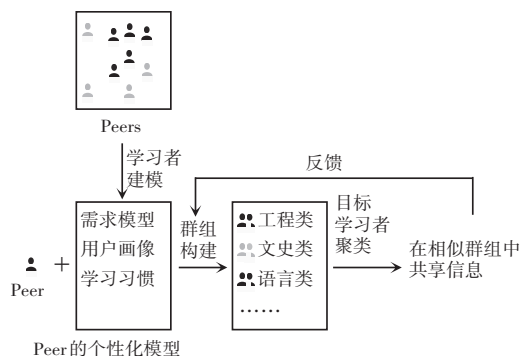 Peers
学习者
建模
反馈
需求模型
用户画像
学习习惯
Peer
Peer的个性化模型
群组
构建
工程类
文史类
语言类
……
目标
学习者
聚类
在相似群组中
共享信息